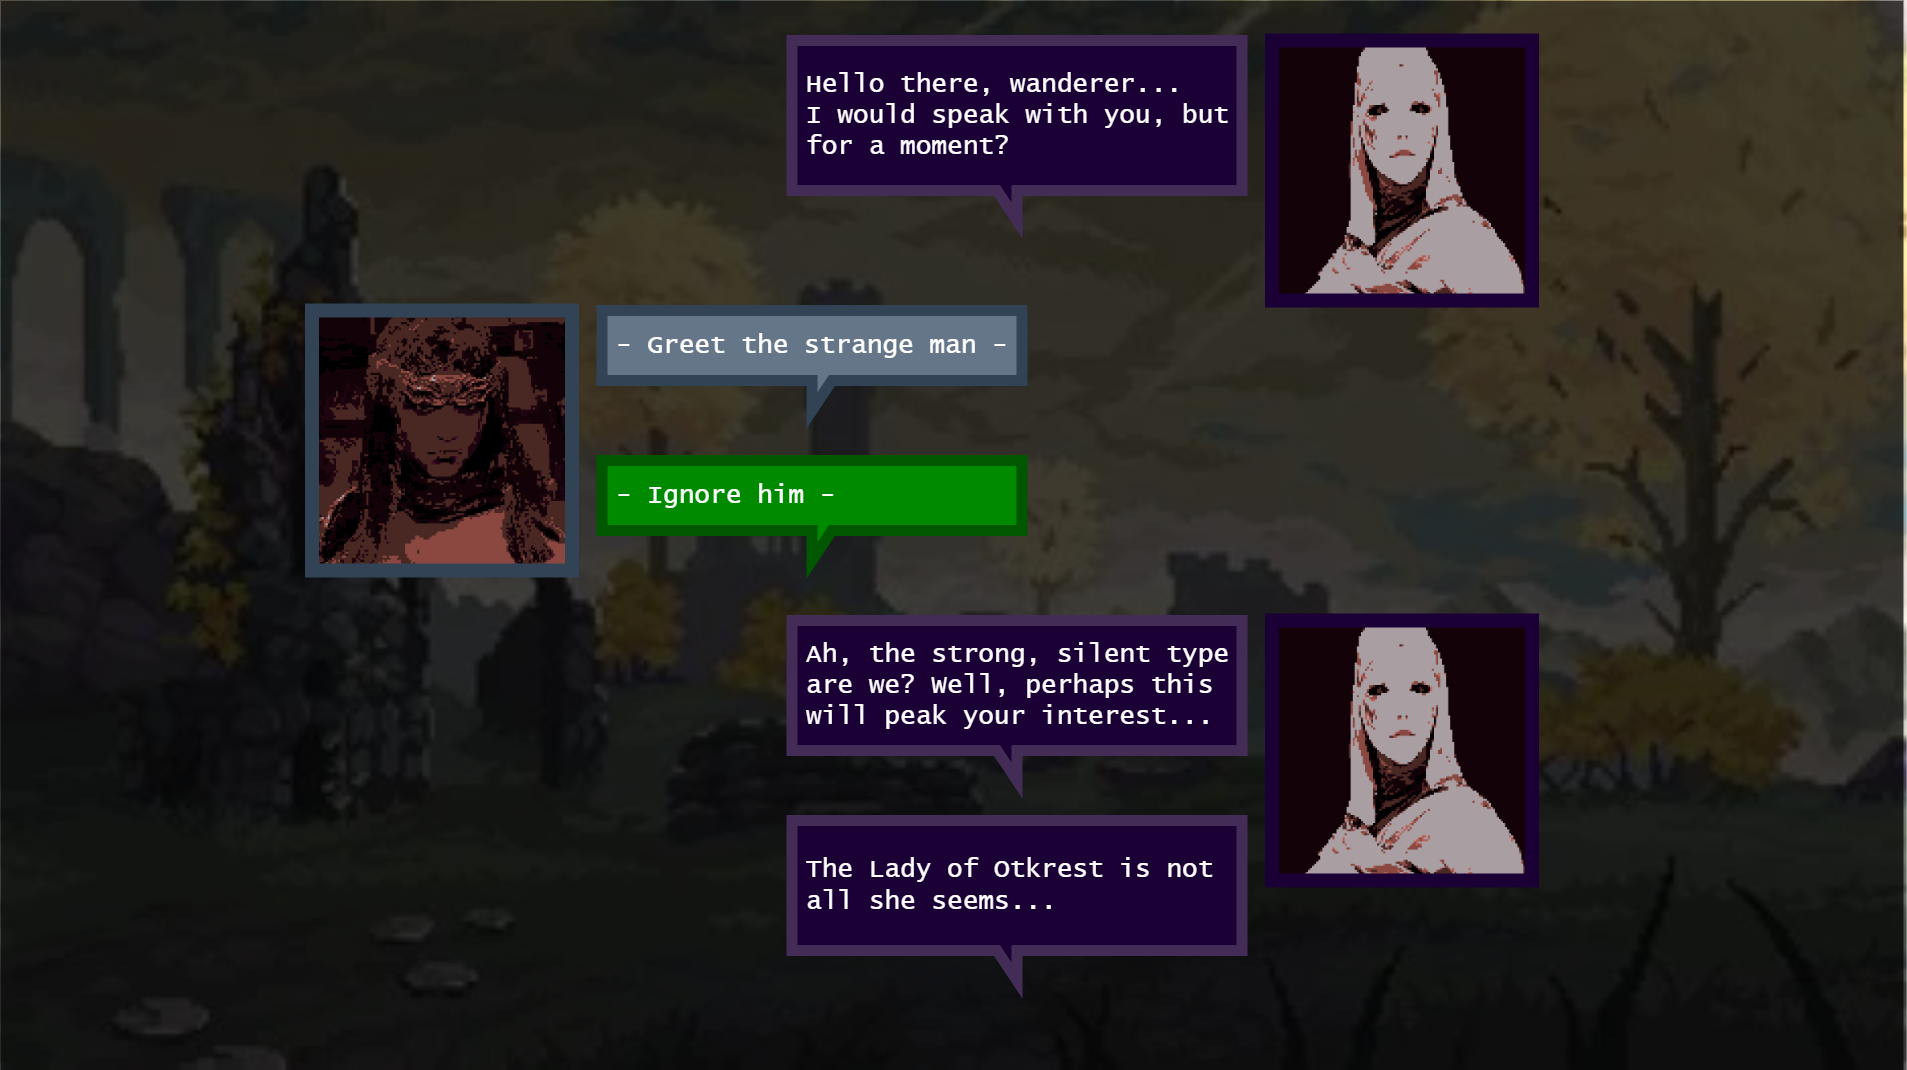 Hello there, wanderer...
I would speak with you, but
for a moment?
- Greet the strange man -
- Ignore him -
Ah, the strong, silent type
are we? Well, perhaps this
will peak your interest...
The Lady of Otkrest is not
all she seems...